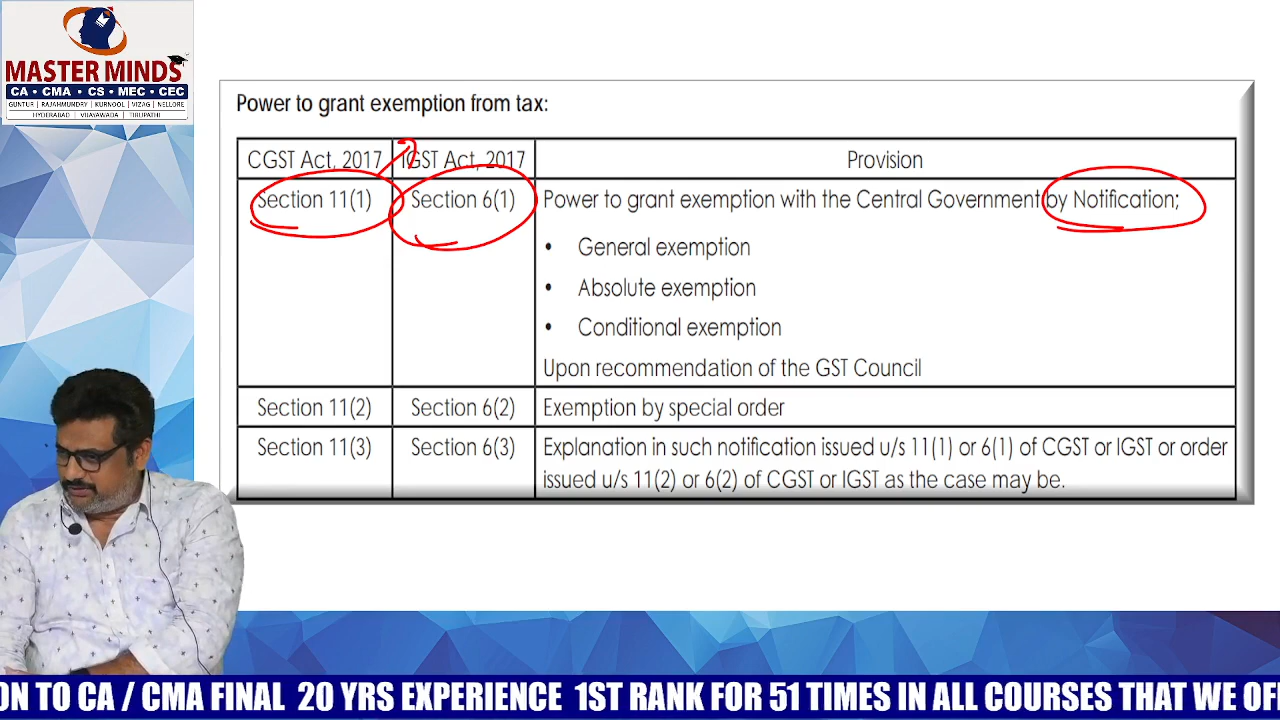 MASTER MINDS
CA • CMA • CS • MEC • CEC
GUNTUR | RAJAHMUNDRY | KURNOOL | VIZAG | NELLORE
HYDERABAD | VIJAYAWADA | TIRUPATHI
Power to grant exemption from tax:
CGST Act, 2017 IGST Act, 2017 Provision
Section 11(1) Section 6(1) Power to grant exemption with the Central Government by Notification;
• General exemption
• Absolute exemption
• Conditional exemption
Upon recommendation of the GST Council
Section 11(2) Section 6(2) Exemption by special order
Section 11(3) Section 6(3) Explanation in such notification issued u/s 11(1) or 6(1) of CGST or IGST or order
issued u/s 11(2) or 6(2) of CGST or IGST as the case may be.
ON TO CA / CMA FINAL 20 YRS EXPERIENCE 1ST RANK FOR 51 TIMES IN ALL COURSES THAT WE OF